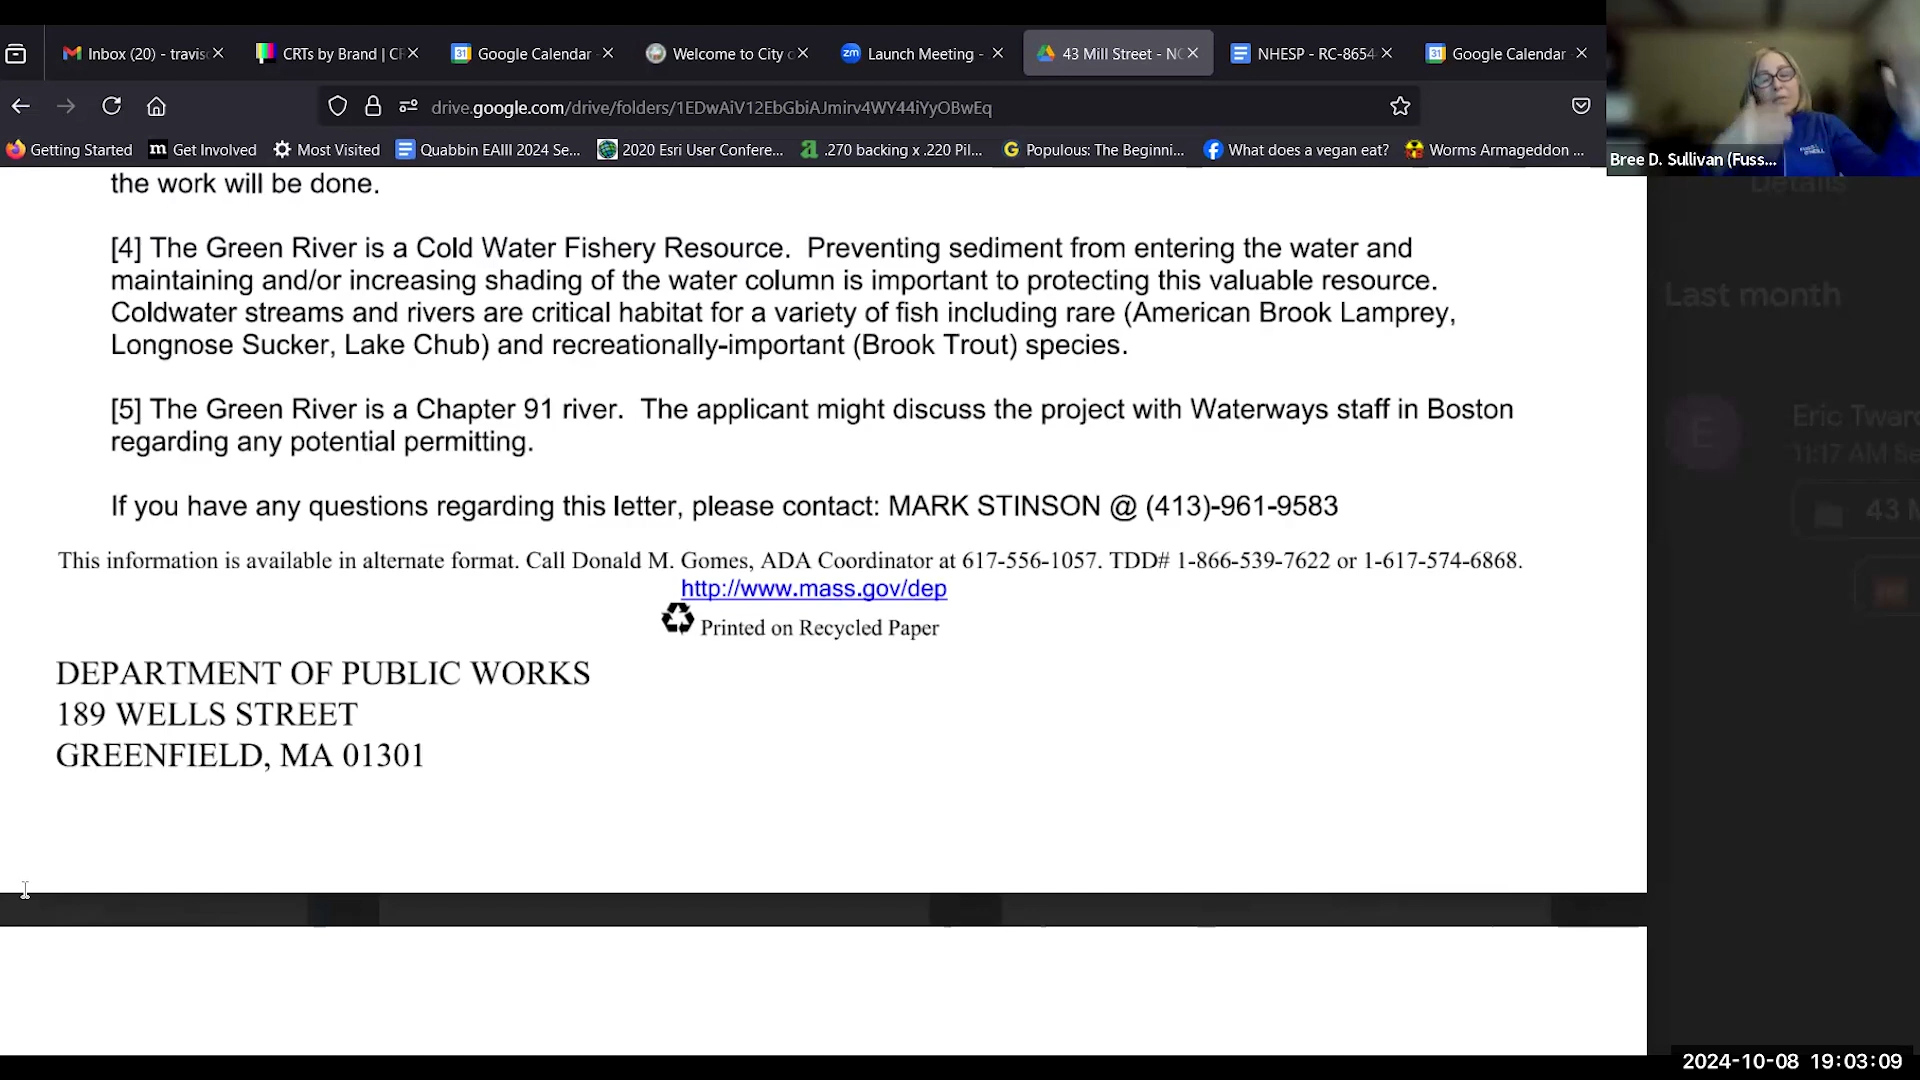 Inbox (20) - travis
CRTs by Brand | CF
Google Calendar -
Welcome to City
Launch Meeting -
43 Mill Street - NO
NHESP - RC-8654
Google Calendar
drive.google.com/drive/folders/1EDwAiV12EbGbiAJmirv4WY44iYyOBwEq
Getting Started
Get Involved
Most Visited
Quabbin EAIII 2024 Se...
2020 Esri User Confere...
.270 backing x .220 Pil...
Populous: The Beginni...
What does a vegan eat?
Worms Armageddon ...
Bree D. Sullivan (Fuss...
Details
the work will be done.
[4] The Green River is a Cold Water Fishery Resource. Preventing sediment from entering the water and
maintaining and/or increasing shading of the water column is important to protecting this valuable resource.
Coldwater streams and rivers are critical habitat for a variety of fish including rare (American Brook Lamprey,
Longnose Sucker, Lake Chub) and recreationally-important (Brook Trout) species.
Last month
[5] The Green River is a Chapter 91 river. The applicant might discuss the project with Waterways staff in Boston
regarding any potential permitting.
Eric Tward
11:17 AM Se
E
43 M
If you have any questions regarding this letter, please contact: MARK STINSON @ (413)-961-9583
This information is available in alternate format. Call Donald M. Gomes, ADA Coordinator at 617-556-1057. TDD# 1-866-539-7622 or 1-617-574-6868.
http://www.mass.gov/dep
Printed on Recycled Paper
DEPARTMENT OF PUBLIC WORKS
189 WELLS STREET
GREENFIELD, MA 01301
2024-10-08 19:03:09